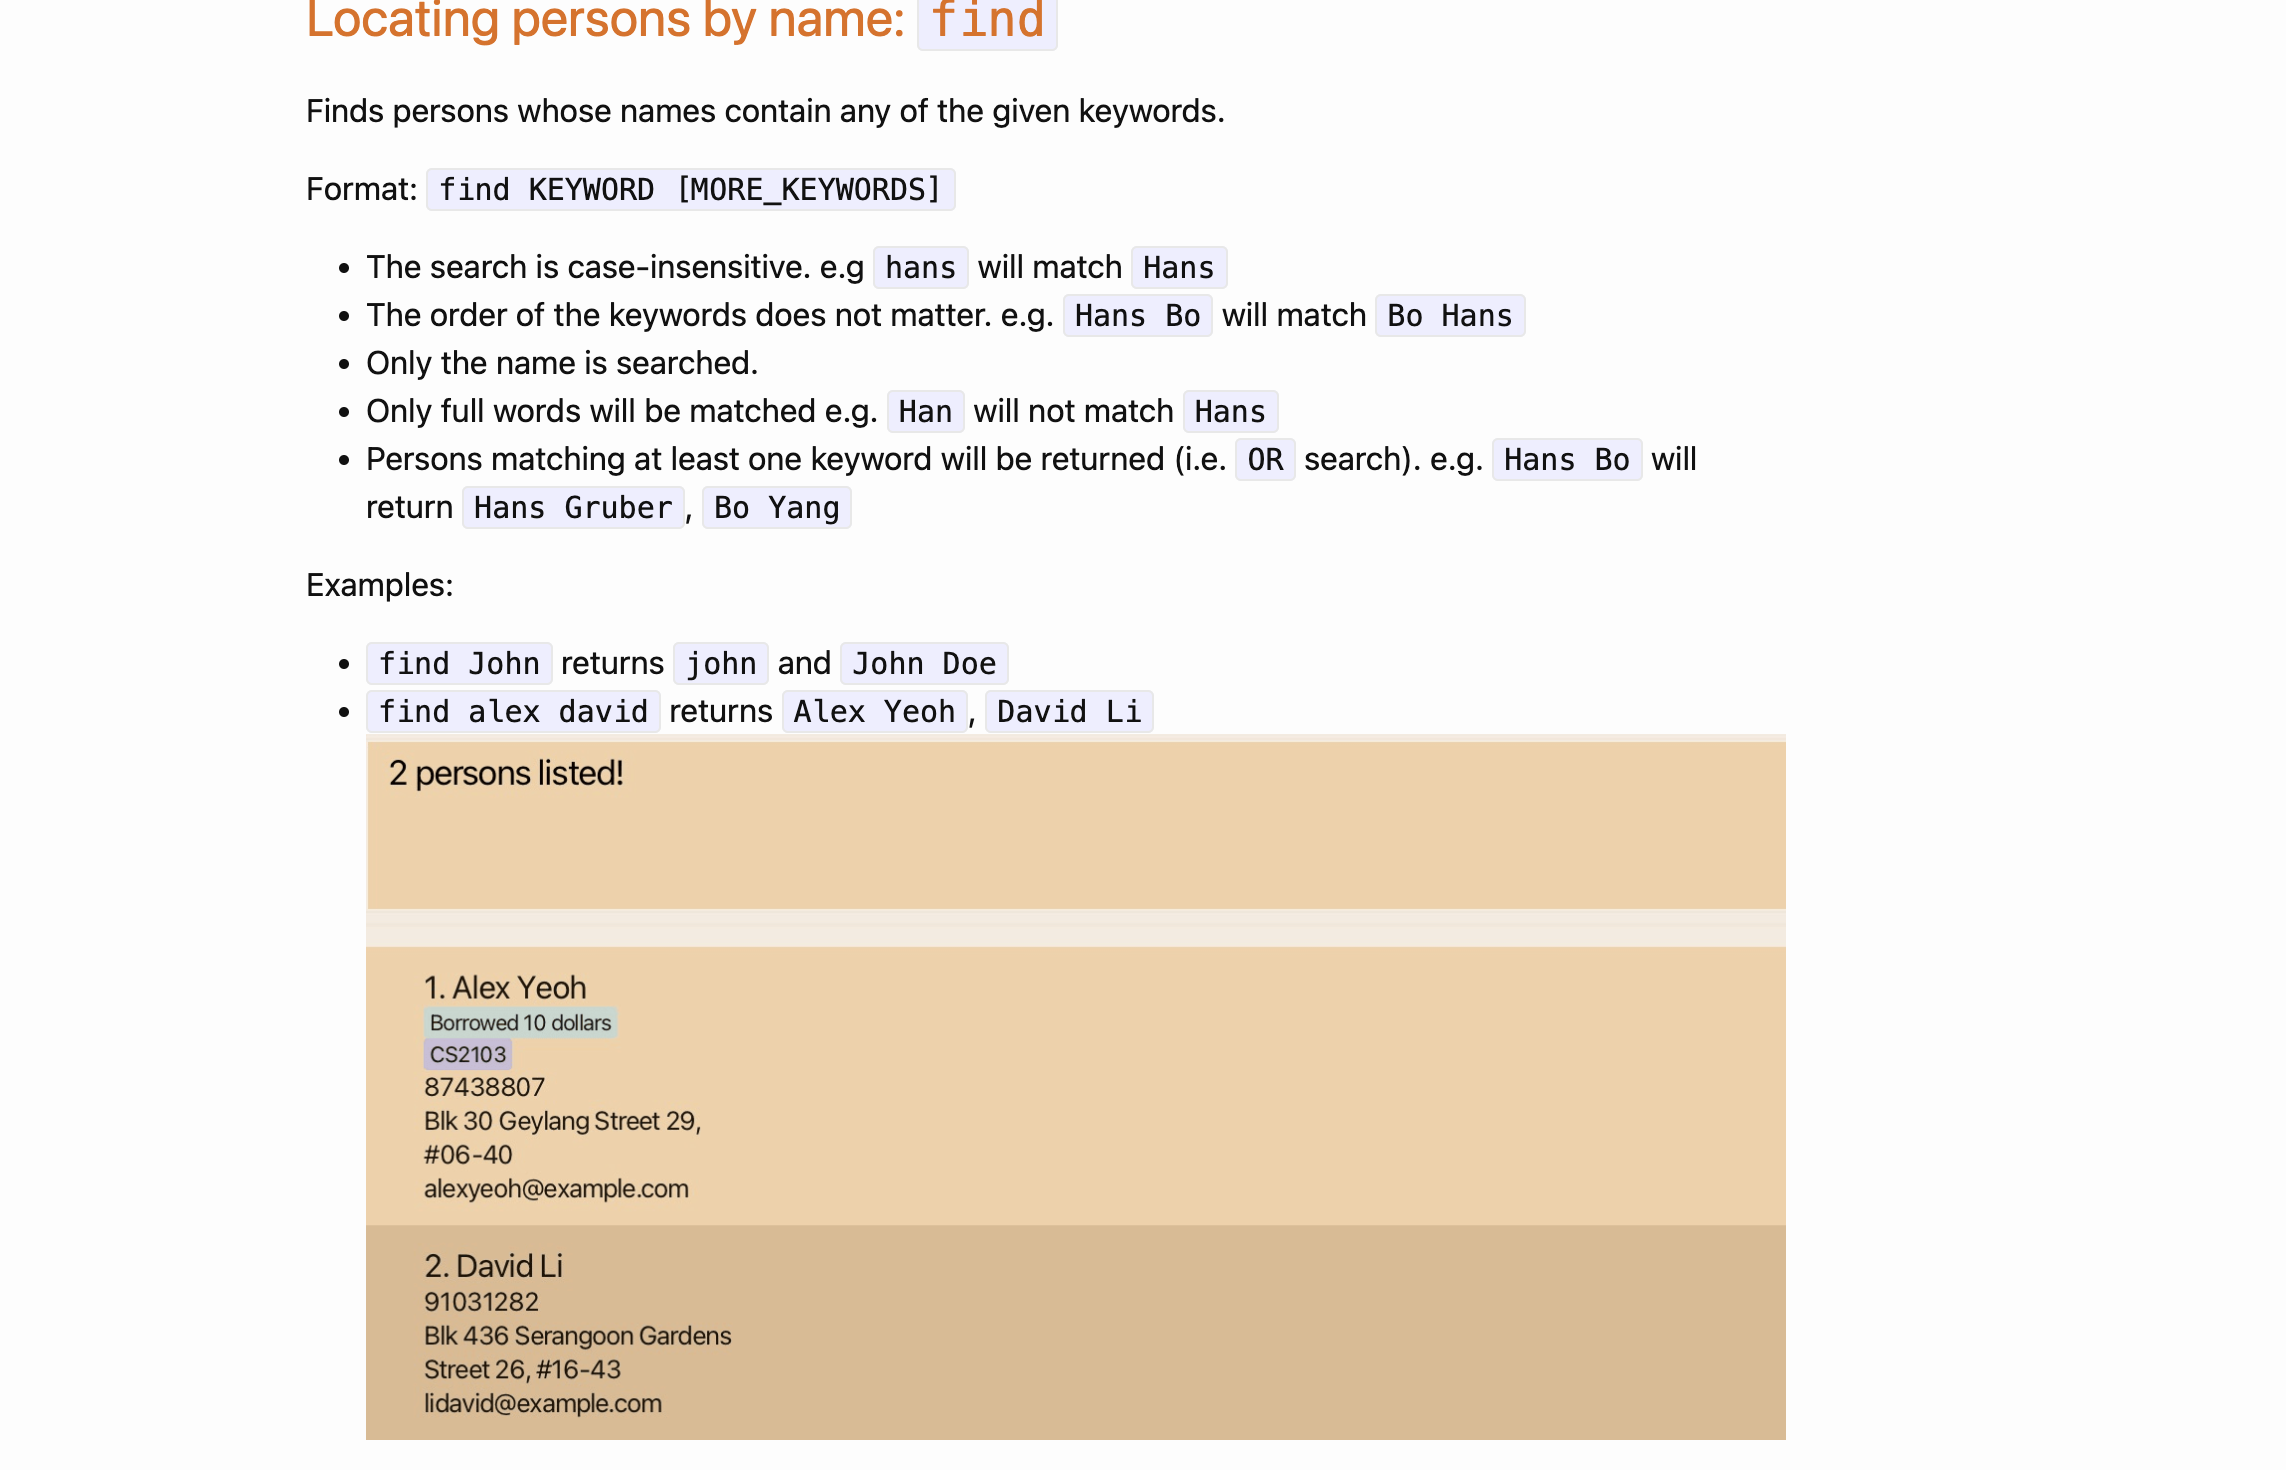 Locating persons by name: find
Finds persons whose names contain any of the given keywords.
Format: find KEYWORD [MORE_KEYWORDS]
• The search is case-insensitive. e.g hans will match Hans
• The order of the keywords does not matter. e.g. Hans Bo will match Bo Hans
• Only the name is searched.
• Only full words will be matched e.g. Han will not match Hans
• Persons matching at least one keyword will be returned (i.e. OR search). e.g. Hans Bo will
return Hans Gruber, Bo Yang
Examples:
• find John returns john and John Doe
• find alex david returns Alex Yeoh, David Li
2 persons listed!
1. Alex Yeoh
Borrowed 10 dollars
CS2103
87438807
Blk 30 Geylang Street 29,
#06-40
alexyeoh@example.com
2. David Li
91031282
Blk 436 Serangoon Gardens
Street 26, #16-43
lidavid@example.com